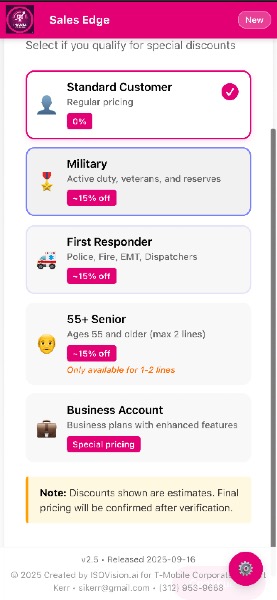 Sales Edge
New
Select if you qualify for special discounts
Standard Customer
Regular pricing
0%
Military
Active duty, veterans, and reserves
~15% off
First Responder
Police, Fire, EMT, Dispatchers
~15% off
55+ Senior
Ages 55 and older (max 2 lines)
~15% off
Only available for 1-2 lines
Business Account
Business plans with enhanced features
Special pricing
Note: Discounts shown are estimates. Final
pricing will be confirmed after verification.
v2.5 • Released 2025-09-16
© 2025 Created by ISOVision.ai for T-Mobile Corporate
Kerr • sikerr@gmail.com • (312) 953-9668